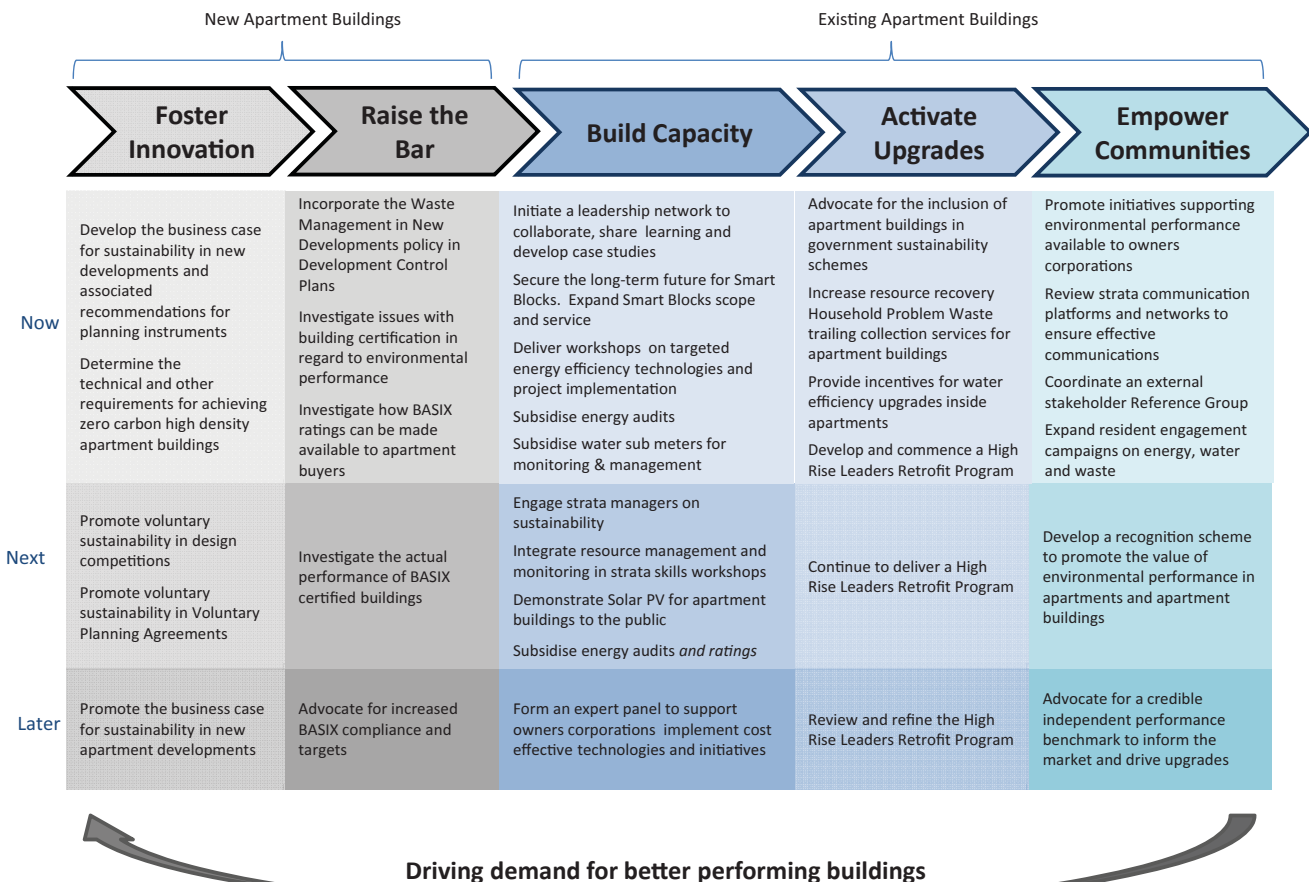 New Apartment Buildings
Existing Apartment Buildings
Foster
Innovation
Raise the
Bar
Build Capacity
Activate
Upgrades
Empower
Communities
Now
Develop the business case
for sustainability in new
developments and
associated
recommendations for
planning instruments
Determine the
technical and other
requirements for achieving
zero carbon high density
apartment buildings
Incorporate the Waste
Management in New
Developments policy in
Development Control
Plans
Investigate issues with
building certification in
regard to environmental
performance
Investigate how BASIX
ratings can be made
available to apartment
buyers
Initiate a leadership network to
collaborate, share learning and
develop case studies
Secure the long-term future for Smart
Blocks. Expand Smart Blocks scope
and service
Deliver workshops on targeted
energy efficiency technologies and
project implementation
Subsidise energy audits
Subsidise water sub meters for
monitoring & management
Advocate for the inclusion of
apartment buildings in
government sustainability
schemes
Increase resource recovery
Household Problem Waste
trailing collection services for
apartment buildings
Provide incentives for water
efficiency upgrades inside
apartments
Develop and commence a High
Rise Leaders Retrofit Program
Promote initiatives supporting
environmental performance
available to owners
corporations
Review strata communication
platforms and networks to
ensure effective
communications
Coordinate an external
stakeholder Reference Group
Expand resident engagement
campaigns on energy, water
and waste
Next
Promote voluntary
sustainability in design
competitions
Promote voluntary
sustainability in Voluntary
Planning Agreements
Investigate the actual
performance of BASIX
certified buildings
Engage strata managers on
sustainability
Integrate resource management and
monitoring in strata skills workshops
Demonstrate Solar PV for apartment
buildings to the public
Subsidise energy audits and ratings
Continue to deliver a High
Rise Leaders Retrofit Program
Develop a recognition scheme
to promote the value of
environmental performance in
apartments and apartment
buildings
Later
Promote the business case
for sustainability in new
apartment developments
Advocate for increased
BASIX compliance and
targets
Form an expert panel to support
owners corporations implement cost
effective technologies and initiatives
Review and refine the High
Rise Leaders Retrofit Program
Advocate for a credible
independent performance
benchmark to inform the
market and drive upgrades
Driving demand for better performing buildings